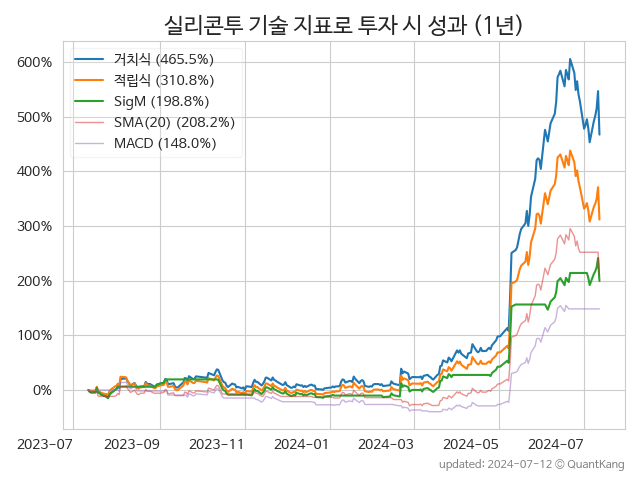 실리콘투 기술 지표로 투자 시 성과 (1년)
거치식 (465.5%)
적립식 (310.8%)
SigM (198.8%)
SMA(20) (208.2%)
MACD (148.0%)
600%
500%
400%
300%
200%
100%
0%
2023-07 2023-09 2023-11 2024-01 2024-03 2024-05 2024-07
updated: 2024-07-12 © QuantKang